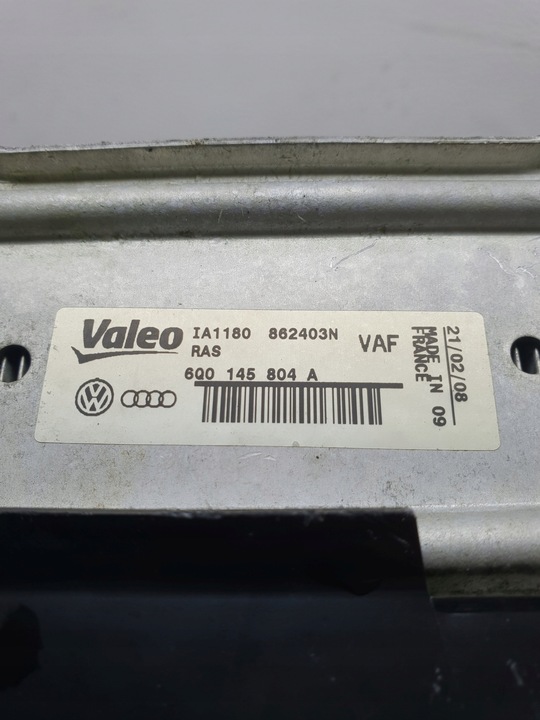 Valeo IA1180 862403N VAF
RAS
6Q0 145 804 A
21/02/08
MADE IN 09
FRANCE